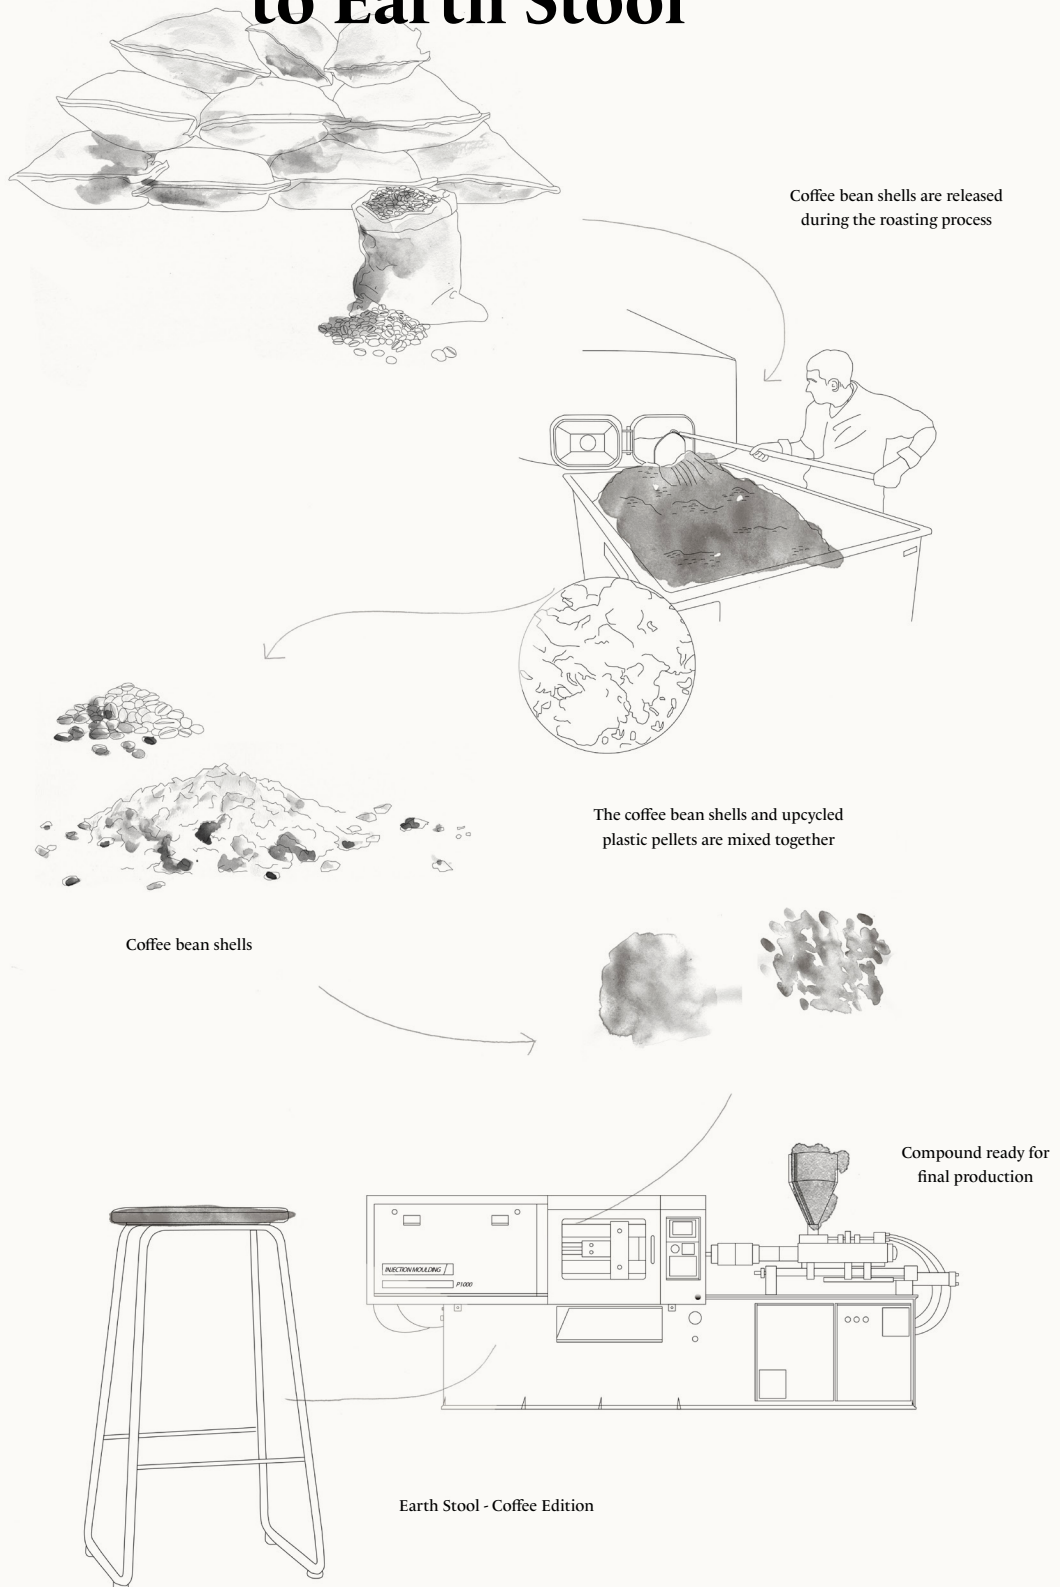 to Earth Stool
Coffee bean shells are released
during the roasting process
The coffee bean shells and upcycled
plastic pellets are mixed together
Coffee bean shells
Compound ready for
final production
INJECTION MOULDING
P1000
Earth Stool - Coffee Edition